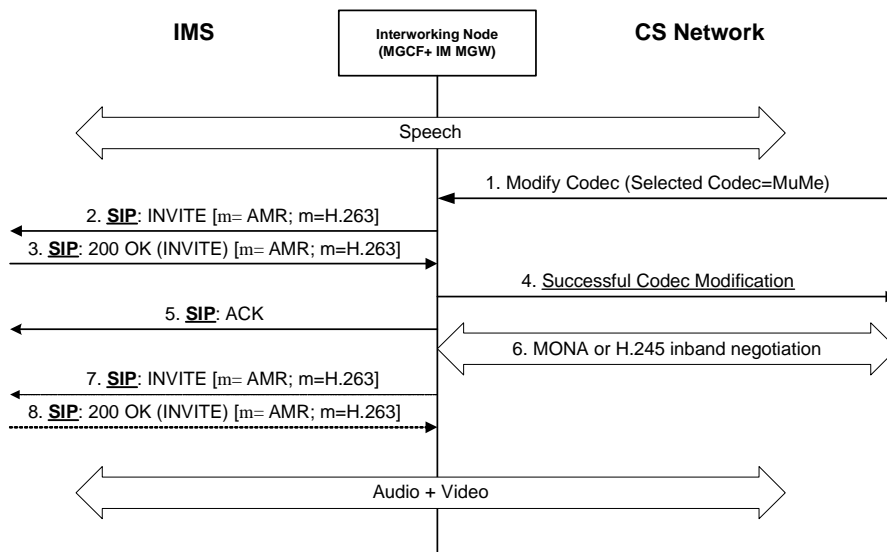 IMS
Interworking Node
(MGCF+ IM MGW)
CS Network
Speech
1. Modify Codec (Selected Codec=MuMe)
2. SIP: INVITE [m= AMR; m=H.263]
3. SIP: 200 OK (INVITE) [m= AMR; m=H.263]
4. Successful Codec Modification
5. SIP: ACK
6. MONA or H.245 inband negotiation
7. SIP: INVITE [m= AMR; m=H.263]
8. SIP: 200 OK (INVITE) [m= AMR; m=H.263]
Audio + Video